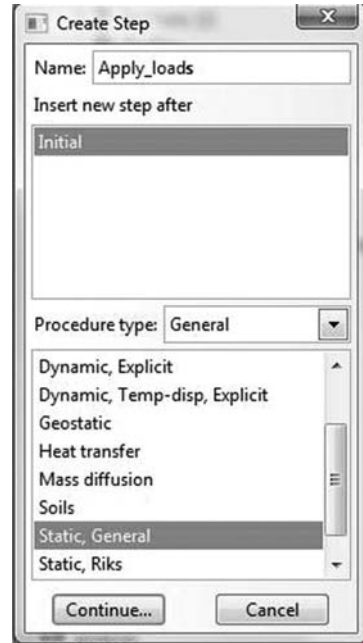 Create Step
Name: Apply_loads
Insert new step after
Initial
Procedure type: General
Dynamic, Explicit
Dynamic, Temp-disp, Explicit
Geostatic
Heat transfer
Mass diffusion
Soils
Static, General
Static, Riks
Continue... Cancel